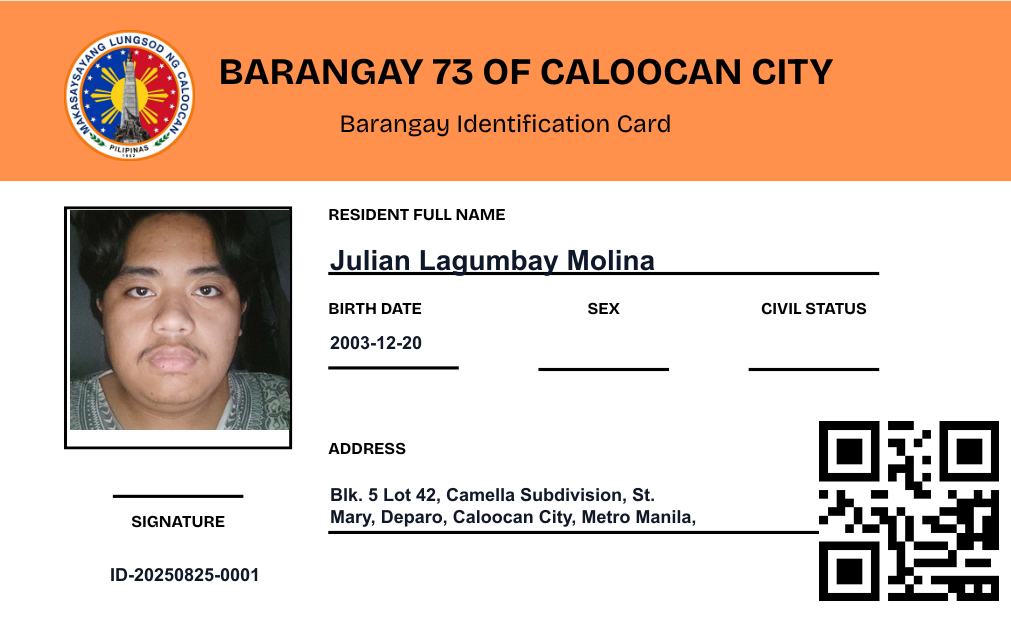 MAKASAYSAYANG LUNGSOD NG CALOOCAN
PILIPINAS
1962
BARANGAY 73 OF CALOOCAN CITY
Barangay Identification Card
RESIDENT FULL NAME
Julian Lagumbay Molina
BIRTH DATE
SEX
CIVIL STATUS
2003-12-20
ADDRESS
Blk. 5 Lot 42, Camella Subdivision, St.
Mary, Deparo, Caloocan City, Metro Manila,
SIGNATURE
ID-20250825-0001